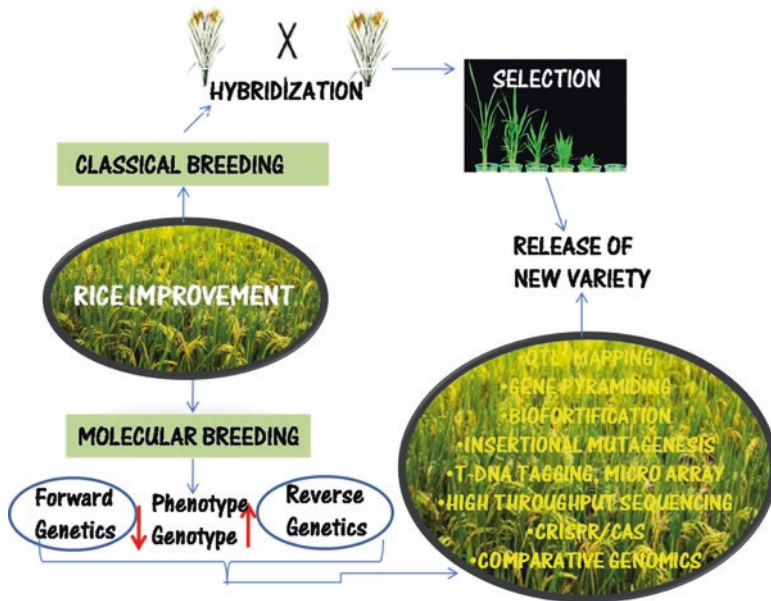 X
HYBRIDIZATION
SELECTION
CLASSICAL BREEDING
RELEASE OF
NEW VARIETY
RICE IMPROVEMENT
MOLECULAR BREEDING
Forward
Genetics
Phenotype
Genotype
Reverse
Genetics
•QTL MAPPING
•GENE PYRAMIDING
•BIOFORTIFICATION
•INSERTIONAL MUTAGENESIS
•T-DNA TAGGING, MICRO ARRAY
•HIGH THROUGHPUT SEQUENCING
•CRISPR/CAS
•COMPARATIVE GENOMICS